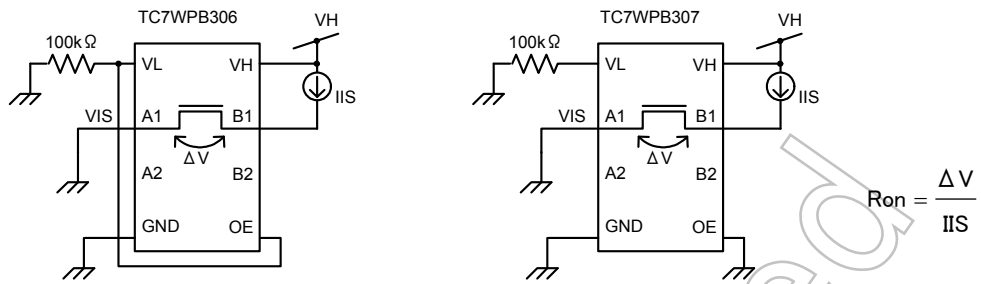 TC7WPB306
VH
100kΩ
VL
VH
IIS
VIS
A1
B1
ΔV
A2
B2
GND
OE
TC7WPB307
VH
100kΩ
VL
VH
IIS
VIS
A1
B1
ΔV
A2
B2
GND
OE
Ron = ΔV / IIS